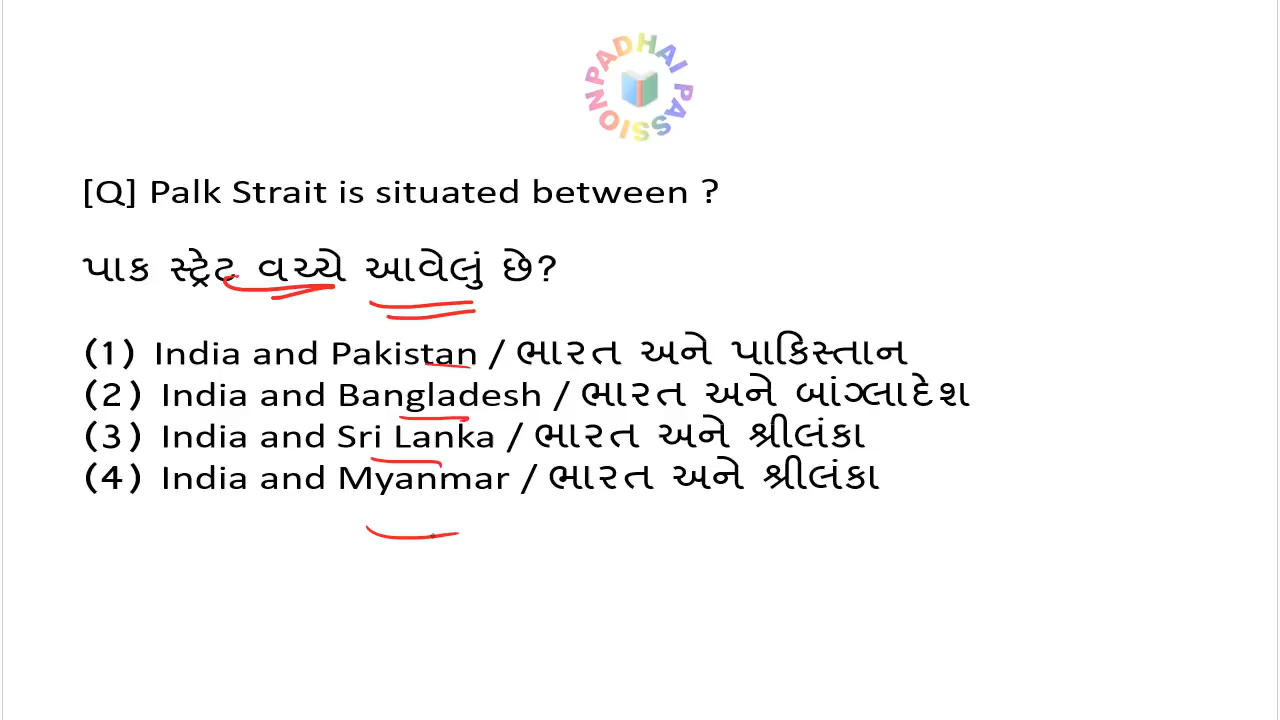 PADHAI PASSION
[Q] Palk Strait is situated between ?
પાક સ્ટ્રેટ વચ્ચે આવેલું છે?
(1) India and Pakistan / ભારત અને પાકિસ્તાન
(2) India and Bangladesh / ભારત અને બાંગ્લાદેશ
(3) India and Sri Lanka / ભારત અને શ્રીલંકા
(4) India and Myanmar / ભારત અને શ્રીલંકા